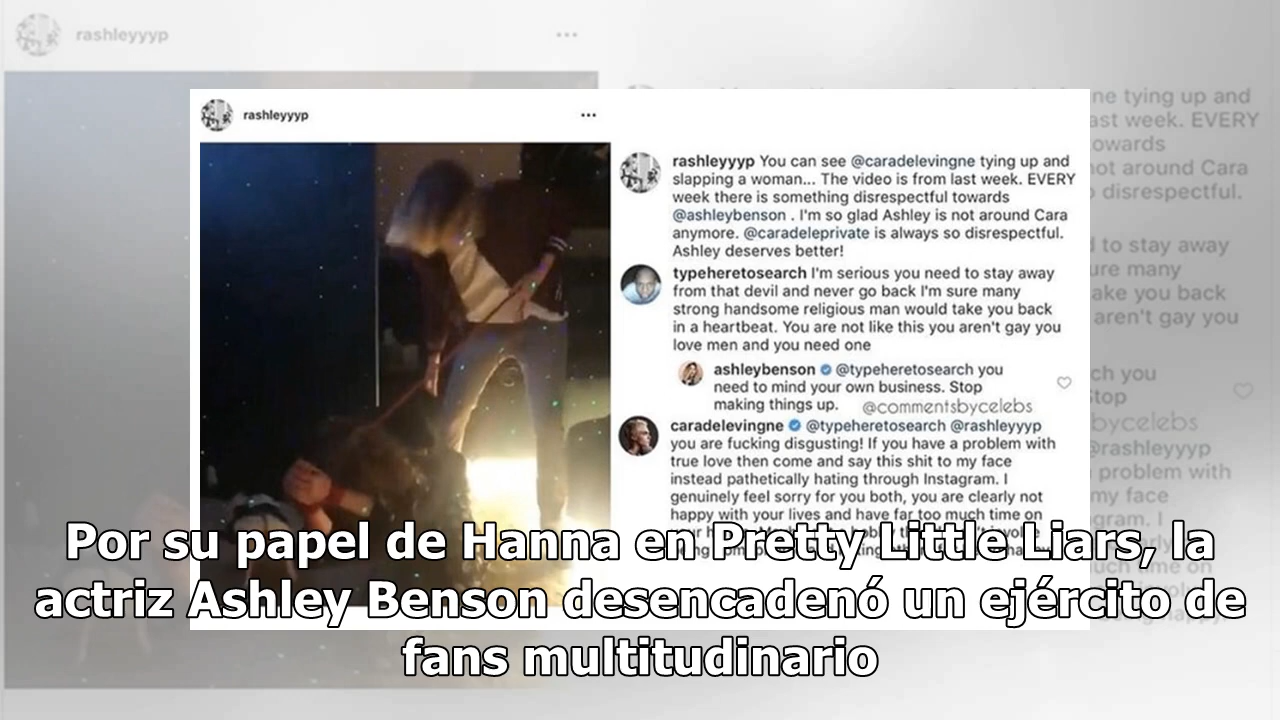 rashleyyyp
rashleyyyp
rashleyyyp You can see @caradelevingne tying up and
slapping a woman... The video is from last week. EVERY
week there is something disrespectful towards
@ashleybenson . I'm so glad Ashley is not around Cara
anymore. @caradeleprivate is always so disrespectful.
Ashley deserves better!
typeheretosearch I'm serious you need to stay away
from that devil and never go back I'm sure many
strong handsome religious man would take you back
in a heartbeat. You are not like this you aren't gay you
love men and you need one
ashleybenson @typeheretosearch you
need to mind your own business. Stop
making things up. @commentsbycelebs
caradelevingne @typeheretosearch @rashleyyyp
you are fucking disgusting! If you have a problem with
true love then come and say this shit to my face
instead pathetically hating through Instagram. I
genuinely feel sorry for you both, you are clearly not
happy with your lives and have far too much time on
Por su papel de Hanna en Pretty Little Liars, la
actriz Ashley Benson desencadenó un ejército de
fans multitudinario